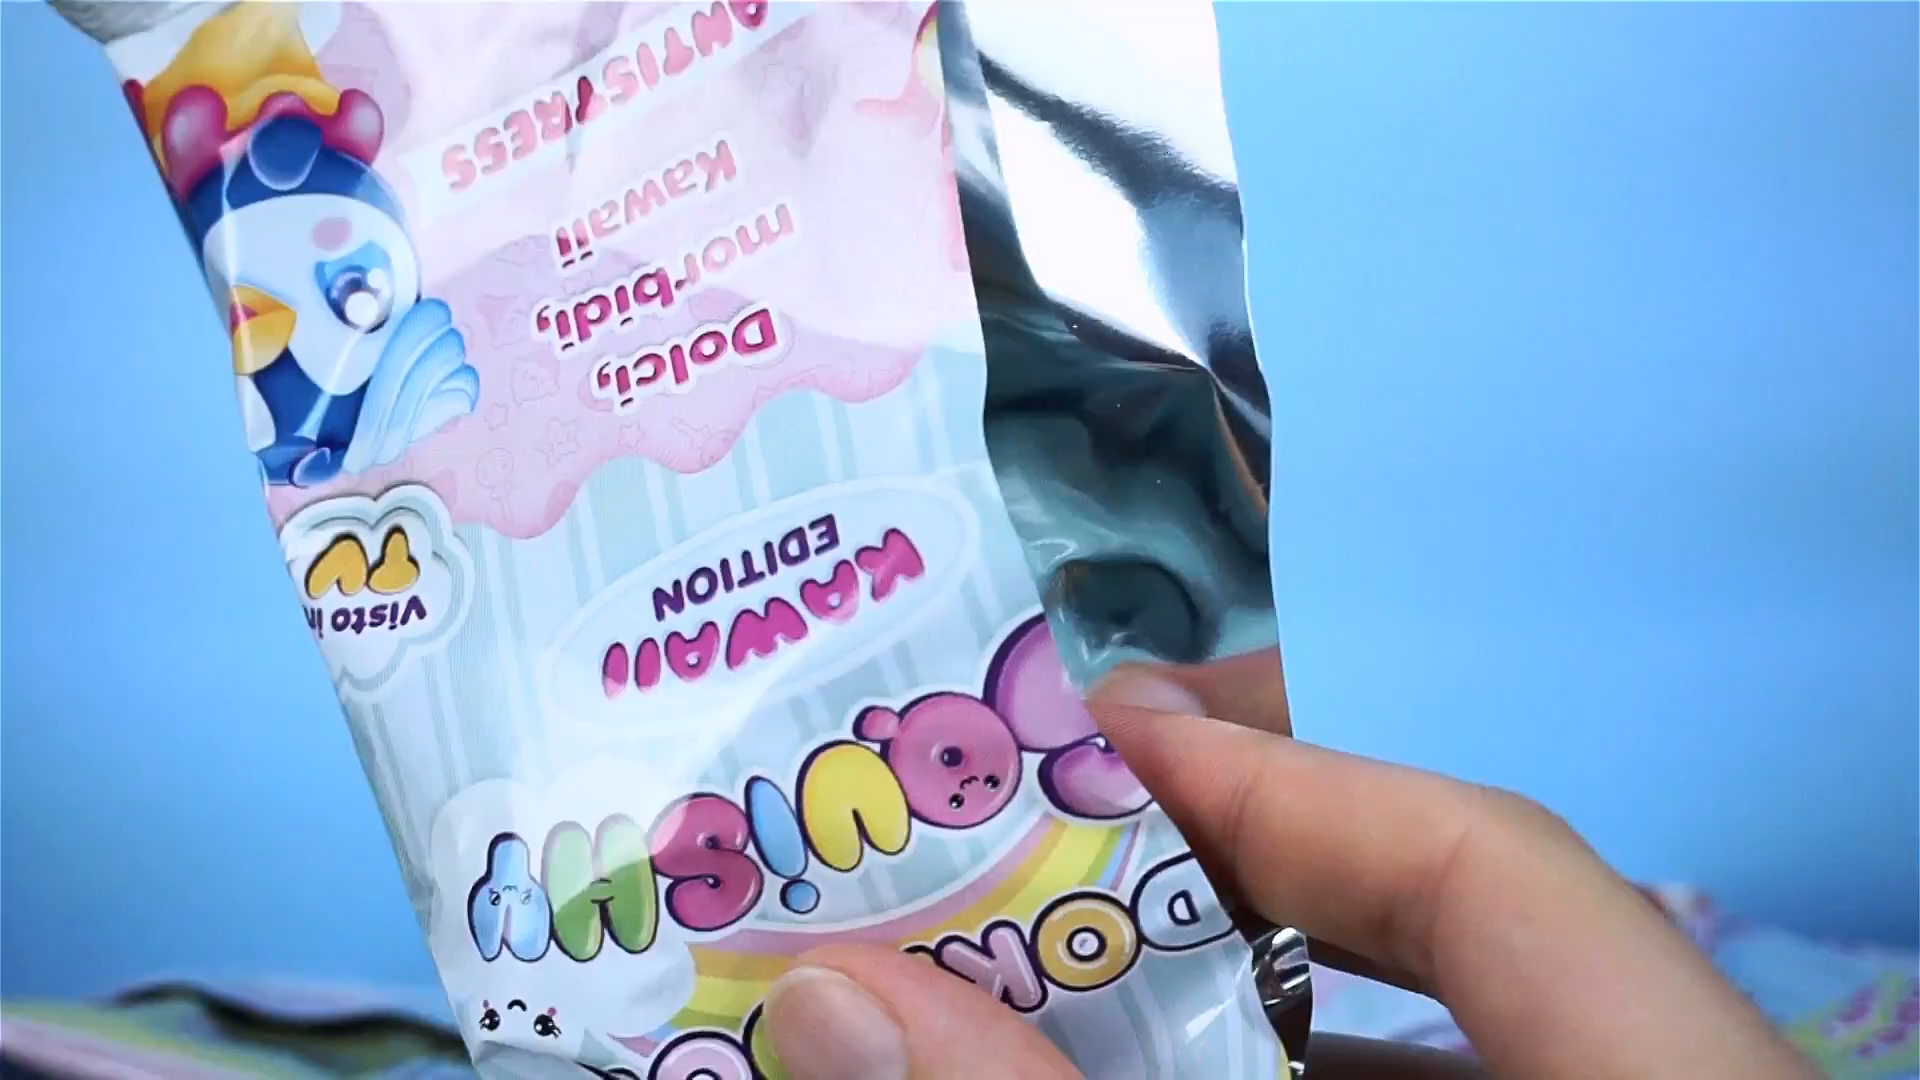 DOKI
SQUISHY
KAWAII
EDITION
Visto in
TV
Dolci,
morbidi,
Kawaii
ANTISTRESS